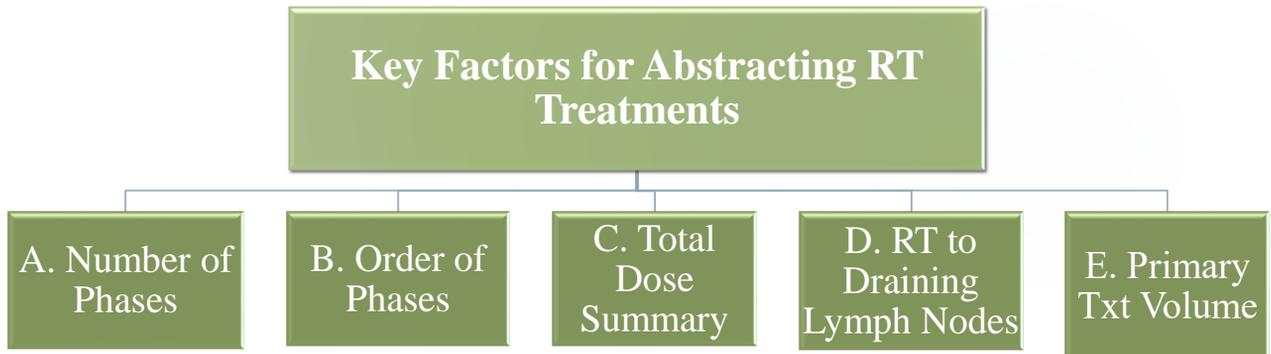 Key Factors for Abstracting RT
Treatments
A. Number of
Phases
B. Order of
Phases
C. Total
Dose
Summary
D. RT to
Draining
Lymph Nodes
E. Primary
Txt Volume